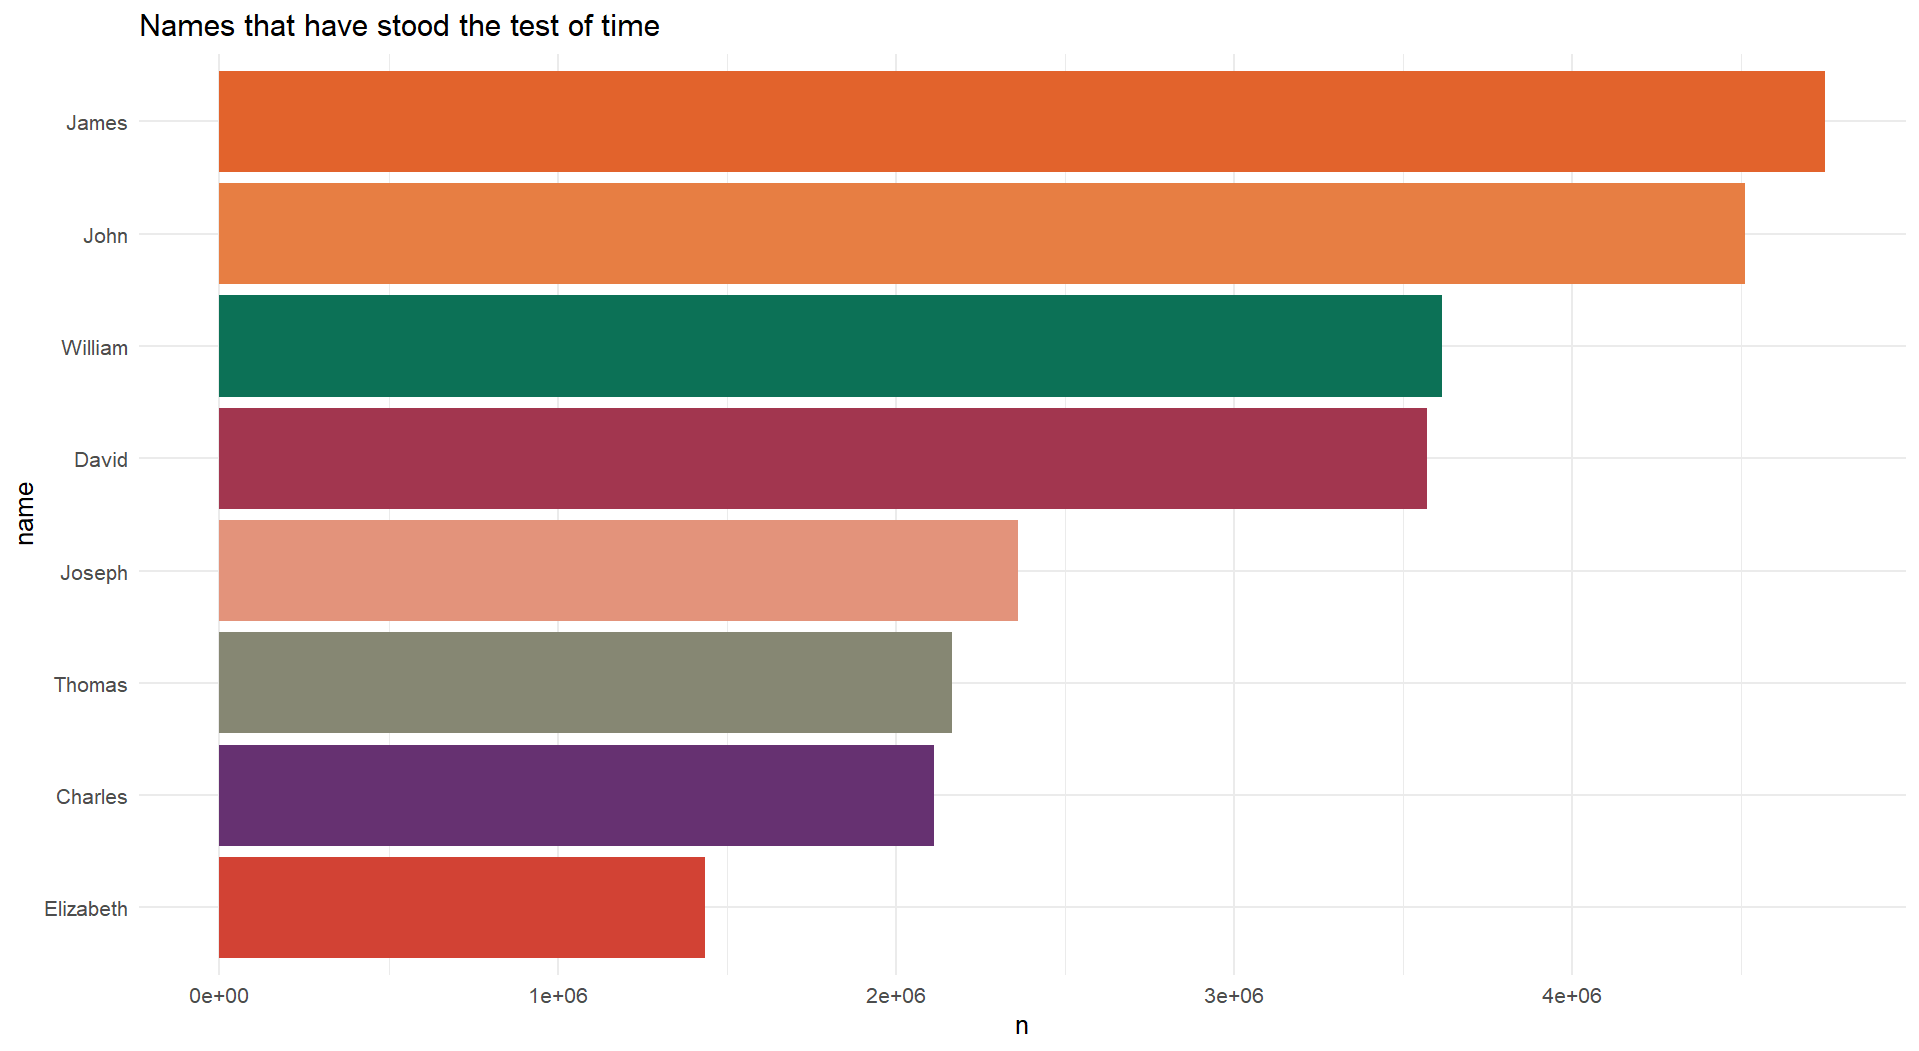 Names that have stood the test of time
James
John
William
David
Joseph
Thomas
Charles
Elizabeth
name
0e+00 1e+06 2e+06 3e+06 4e+06
n